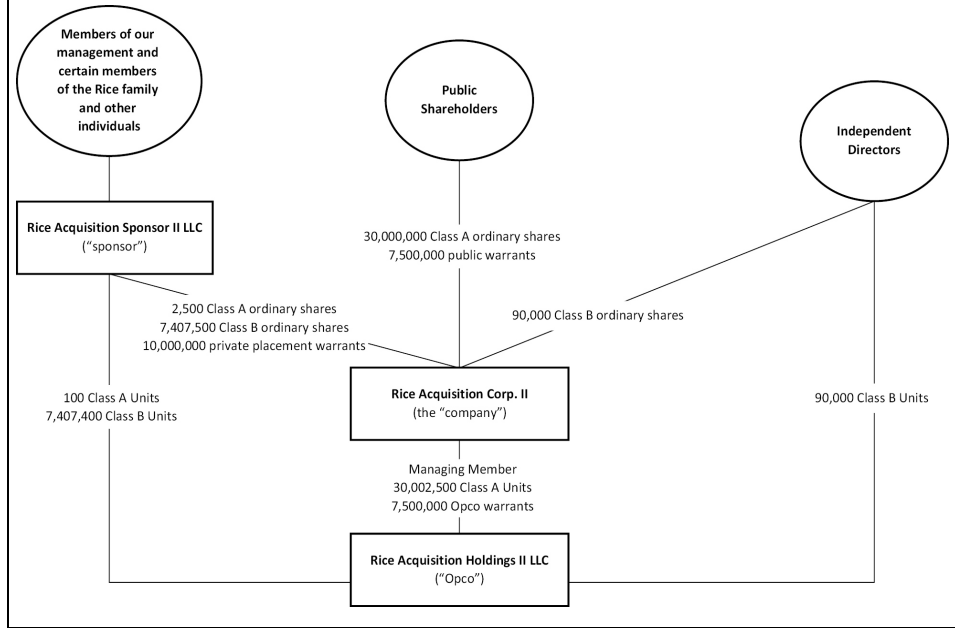 Members of our
management and
certain members
of the Rice family
and other
individuals
Public
Shareholders
Independent
Directors
Rice Acquisition Sponsor II LLC
(“sponsor”)
30,000,000 Class A ordinary shares
7,500,000 public warrants
2,500 Class A ordinary shares
7,407,500 Class B ordinary shares
10,000,000 private placement warrants
90,000 Class B ordinary shares
100 Class A Units
7,407,400 Class B Units
Rice Acquisition Corp. II
(the “company”)
90,000 Class B Units
Managing Member
30,002,500 Class A Units
7,500,000 Opco warrants
Rice Acquisition Holdings II LLC
(“Opco”)